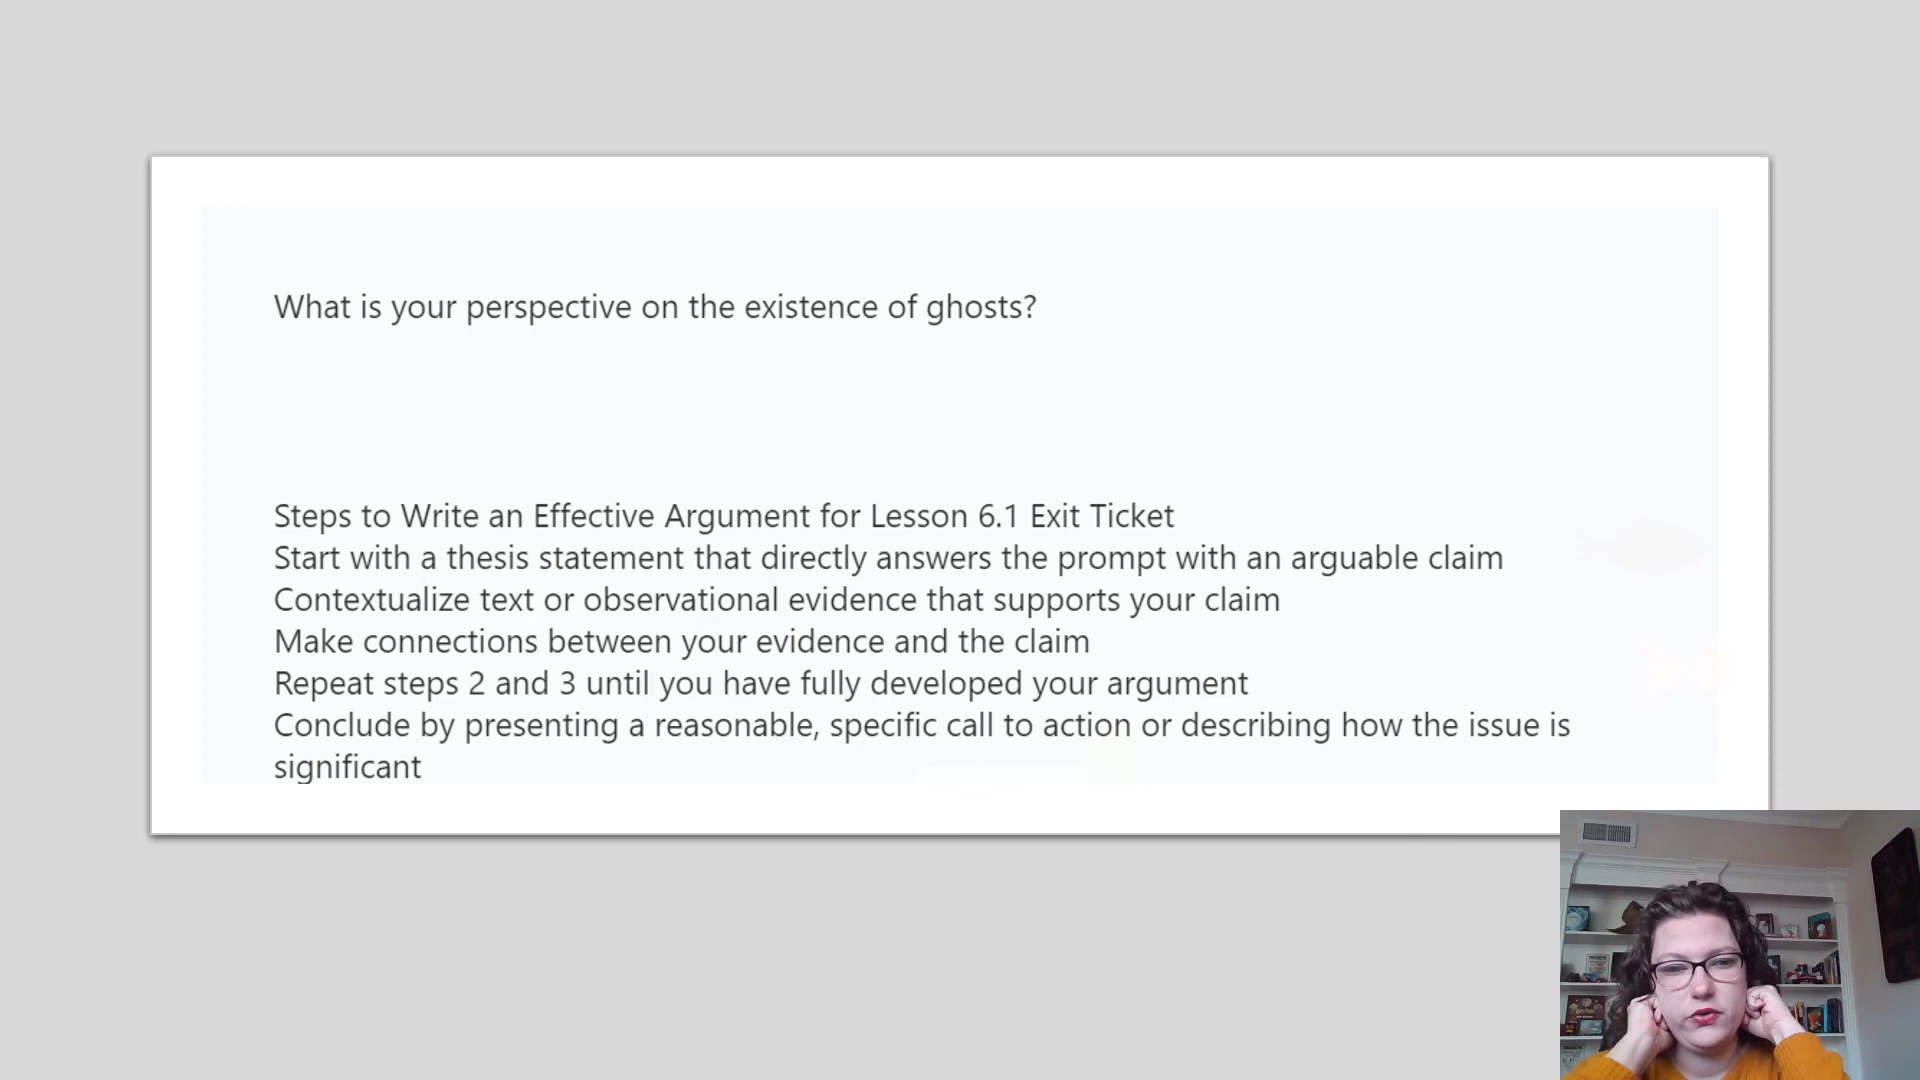 What is your perspective on the existence of ghosts?
Steps to Write an Effective Argument for Lesson 6.1 Exit Ticket
Start with a thesis statement that directly answers the prompt with an arguable claim
Contextualize text or observational evidence that supports your claim
Make connections between your evidence and the claim
Repeat steps 2 and 3 until you have fully developed your argument
Conclude by presenting a reasonable, specific call to action or describing how the issue is
significant